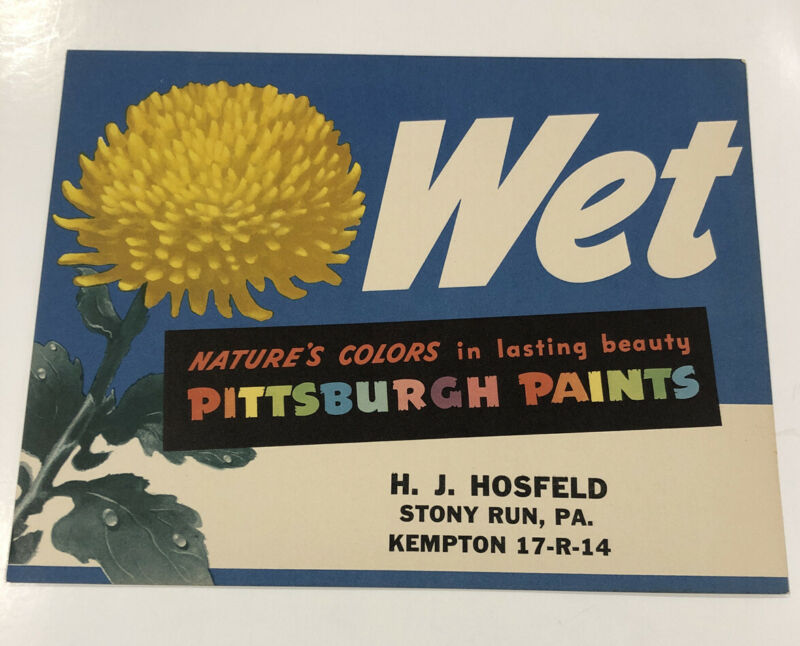 Wet
NATURE'S COLORS in lasting beauty
PITTSBURGH PAINTS
H. J. HOSFELD
STONY RUN, PA.
KEMPTON 17-R-14